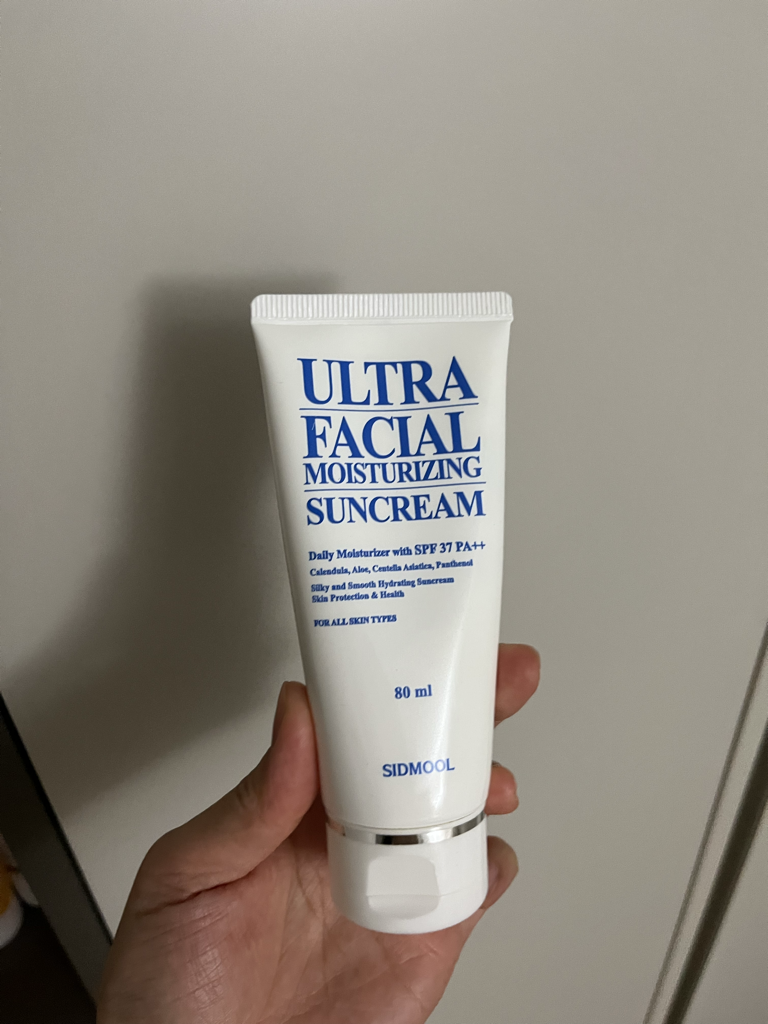 ULTRA
FACIAL
MOISTURIZING
SUNCREAM
Daily Moisturizer with SPF 37 PA++
Calendula, Aloe, Centella Asiatica, Panthenol
Silky and Smooth Hydrating Suncream
Skin Protection & Health
FOR ALL SKIN TYPES
80 ml
SIDMOOL